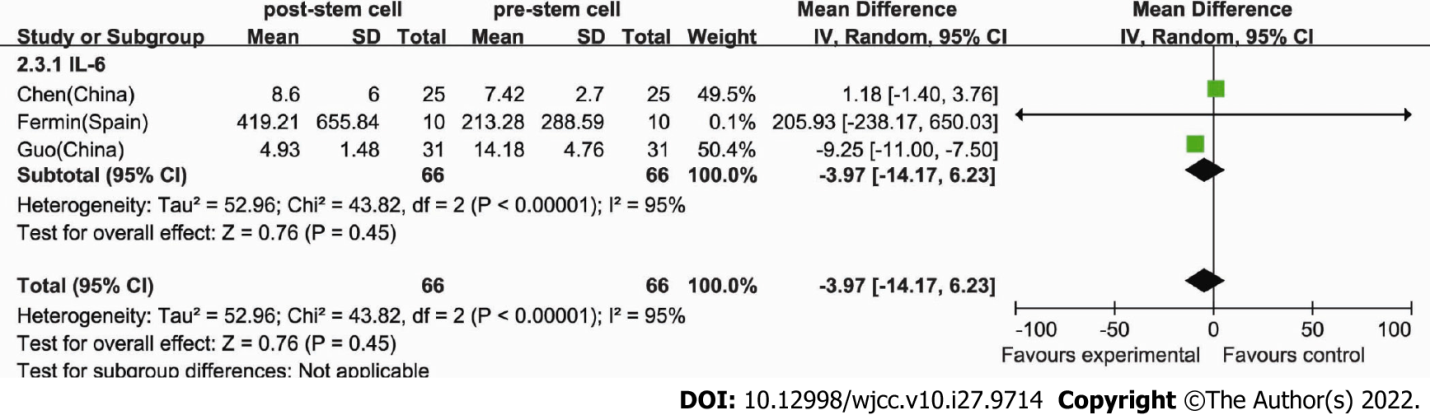 post-stem cell pre-stem cell Mean Difference Mean Difference
Study or Subgroup Mean SD Total Mean SD Total Weight IV, Random, 95% CI IV, Random, 95% CI
2.3.1 IL-6
Chen(China) 8.6 6 25 7.42 2.7 25 49.5% 1.18 [-1.40, 3.76]
Fermin(Spain) 419.21 655.84 10 213.28 288.59 10 0.1% 205.93 [-238.17, 650.03]
Guo(China) 4.93 1.48 31 14.18 4.76 31 50.4% -9.25 [-11.00, -7.50]
Subtotal (95% CI) 66 66 100.0% -3.97 [-14.17, 6.23]
Heterogeneity: Tau² = 52.96; Chi² = 43.82, df = 2 (P < 0.00001); I² = 95%
Test for overall effect: Z = 0.76 (P = 0.45)
Total (95% CI) 66 66 100.0% -3.97 [-14.17, 6.23]
Heterogeneity: Tau² = 52.96; Chi² = 43.82, df = 2 (P < 0.00001); I² = 95%
Test for overall effect: Z = 0.76 (P = 0.45)
Test for subgroup differences: Not applicable
-100 -50 0 50 100
Favours experimental Favours control
DOI: 10.12998/wjcc.v10.i27.9714 Copyright ©The Author(s) 2022.